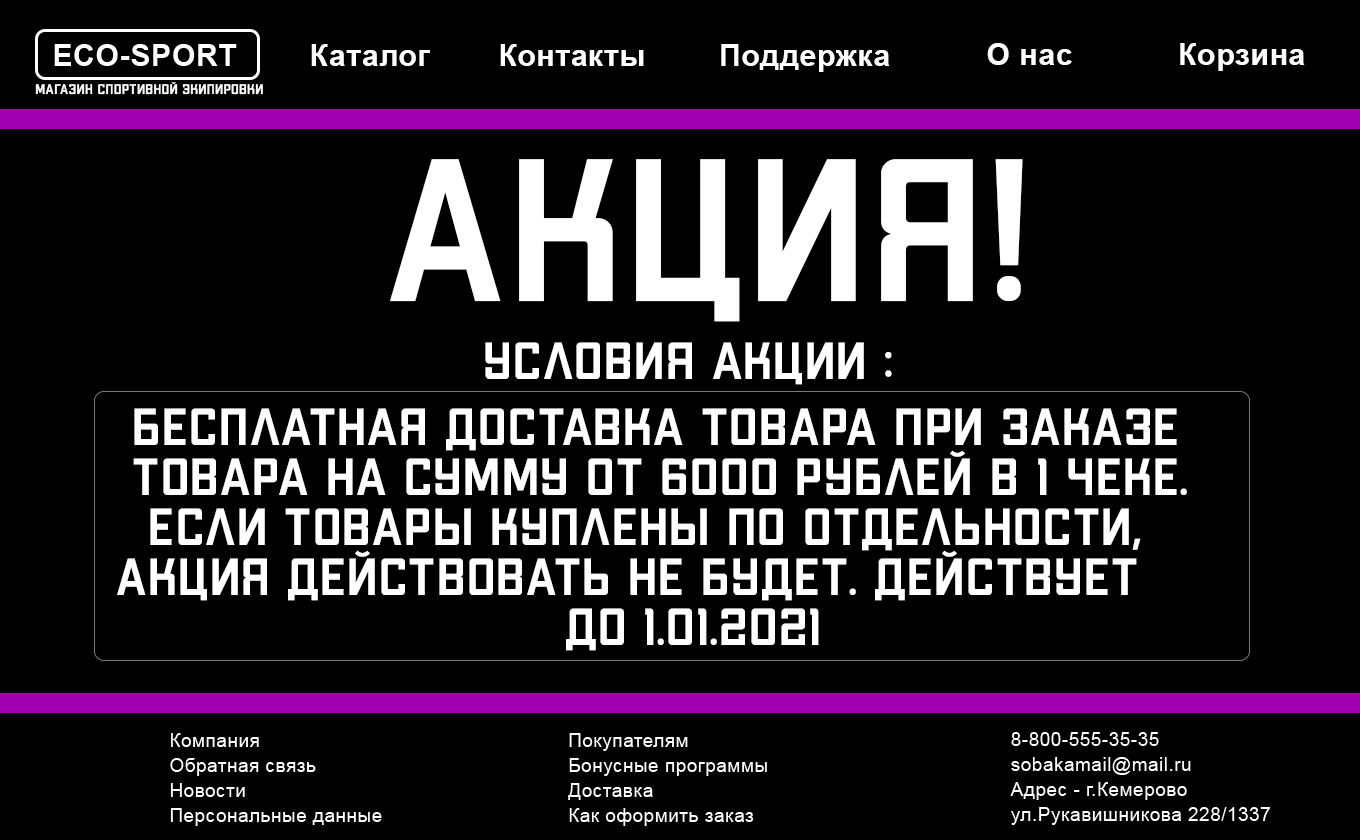 ECO-SPORT
МАГАЗИН СПОРТИВНОЙ ЭКИПИРОВКИ
Каталог
Контакты
Поддержка
О нас
Корзина
АКЦИЯ!
УСЛОВИЯ АКЦИИ :
БЕСПЛАТНАЯ ДОСТАВКА ТОВАРА ПРИ ЗАКАЗЕ
ТОВАРА НА СУММУ ОТ 6000 РУБЛЕЙ В 1 ЧЕКЕ.
ЕСЛИ ТОВАРЫ КУПЛЕНЫ ПО ОТДЕЛЬНОСТИ,
АКЦИЯ ДЕЙСТВОВАТЬ НЕ БУДЕТ. ДЕЙСТВУЕТ
ДО 1.01.2021
Компания
Обратная связь
Новости
Персональные данные
Покупателям
Бонусные программы
Доставка
Как оформить заказ
8-800-555-35-35
sobakamail@mail.ru
Адрес - г.Кемерово
ул.Рукавишникова 228/1337